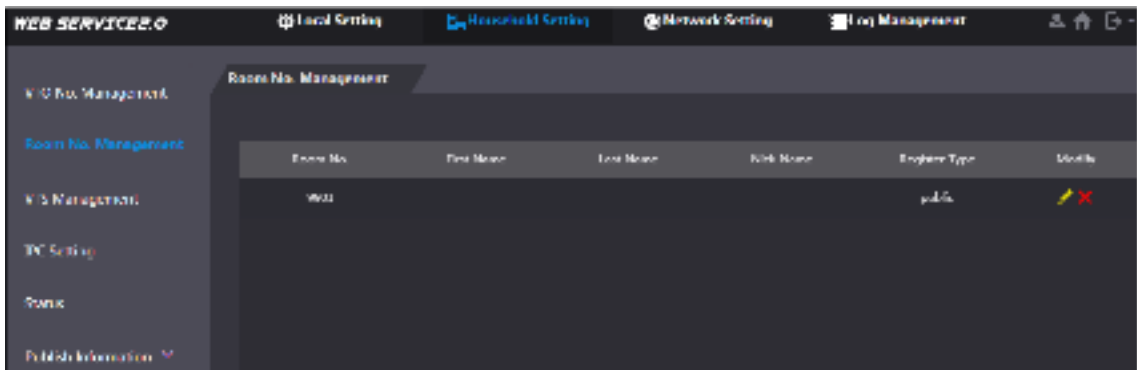 WEB SERVICE2.0 Local Setting Household Setting Network Setting Log Management
Room No. Management
VTO No. Management
Room No. Management
Room No. First Name Last Name Nick Name Register Type Modify
VTS Management public
IPC Setting
Status
Publish Information